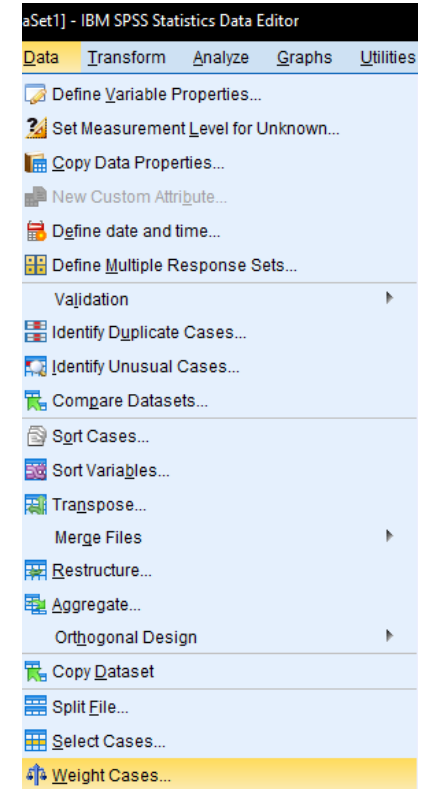 aSet1] - IBM SPSS Statistics Data Editor
Data Transform Analyze Graphs Utilities
Define Variable Properties...
Set Measurement Level for Unknown...
Copy Data Properties...
New Custom Attribute...
Define date and time...
Define Multiple Response Sets...
Validation
Identify Duplicate Cases...
Identify Unusual Cases...
Compare Datasets...
Sort Cases...
Sort Variables...
Transpose...
Merge Files
Restructure...
Aggregate...
Orthogonal Design
Copy Dataset
Split File...
Select Cases...
Weight Cases...